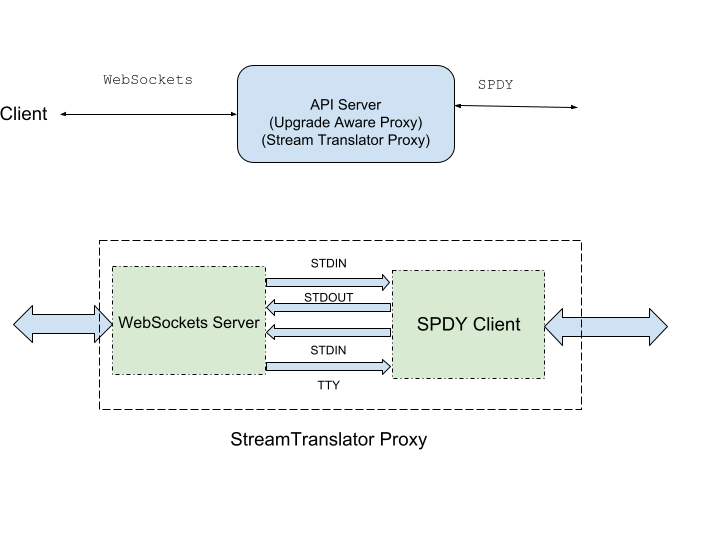 WebSockets
SPDY
Client
API Server
(Upgrade Aware Proxy)
(Stream Translator Proxy)
STDIN
STDOUT
WebSockets Server
SPDY Client
STDIN
TTY
StreamTranslator Proxy